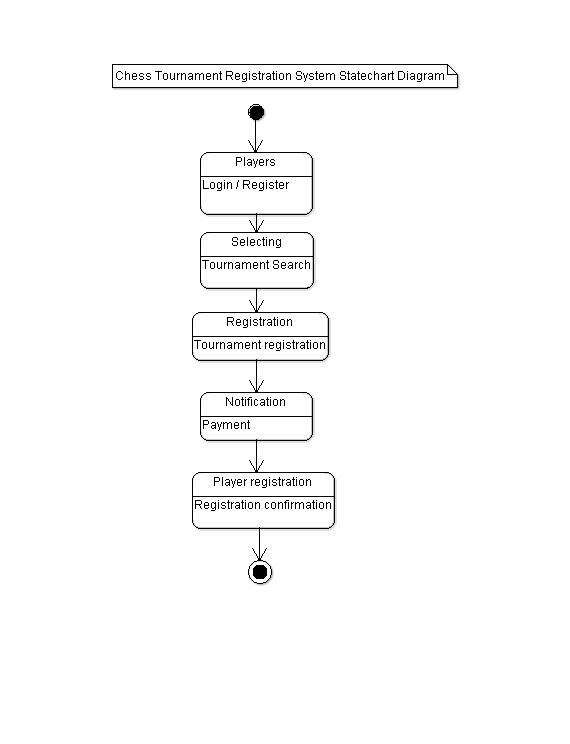 Chess Tournament Registration System Statechart Diagram
Players
Login / Register
Selecting
Tournament Search
Registration
Tournament registration
Notification
Payment
Player registration
Registration confirmation